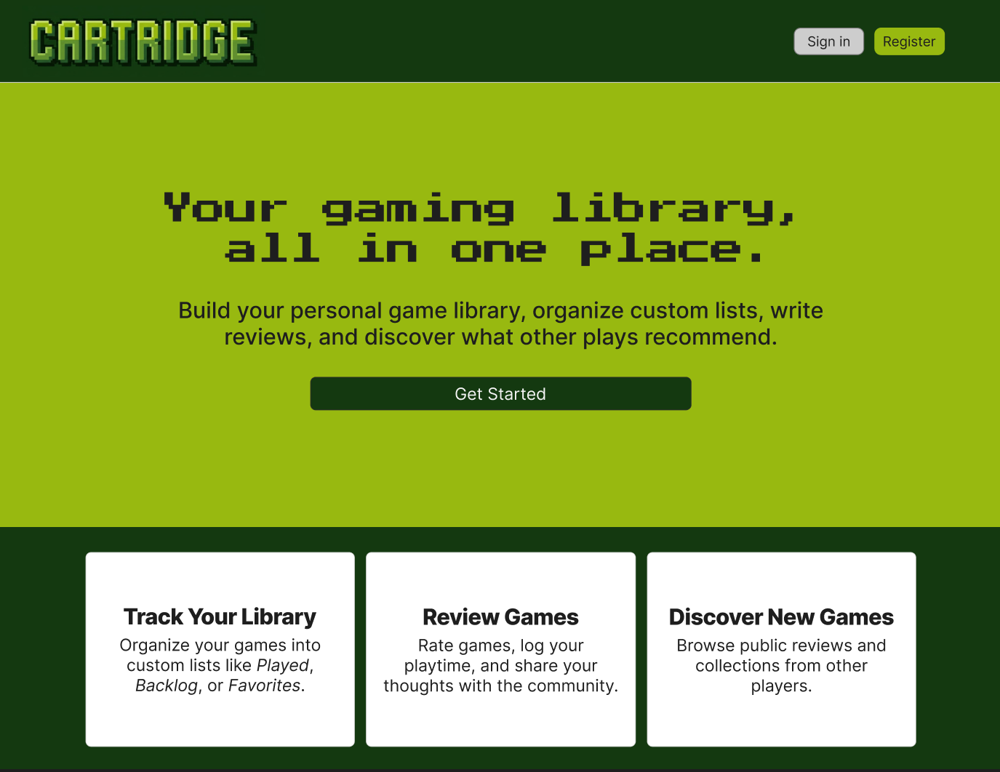 CARTRIDGE
Sign in
Register
Your gaming library,
all in one place.
Build your personal game library, organize custom lists, write
reviews, and discover what other plays recommend.
Get Started
Track Your Library
Organize your games into
custom lists like Played,
Backlog, or Favorites.
Review Games
Rate games, log your
playtime, and share your
thoughts with the community.
Discover New Games
Browse public reviews and
collections from other
players.